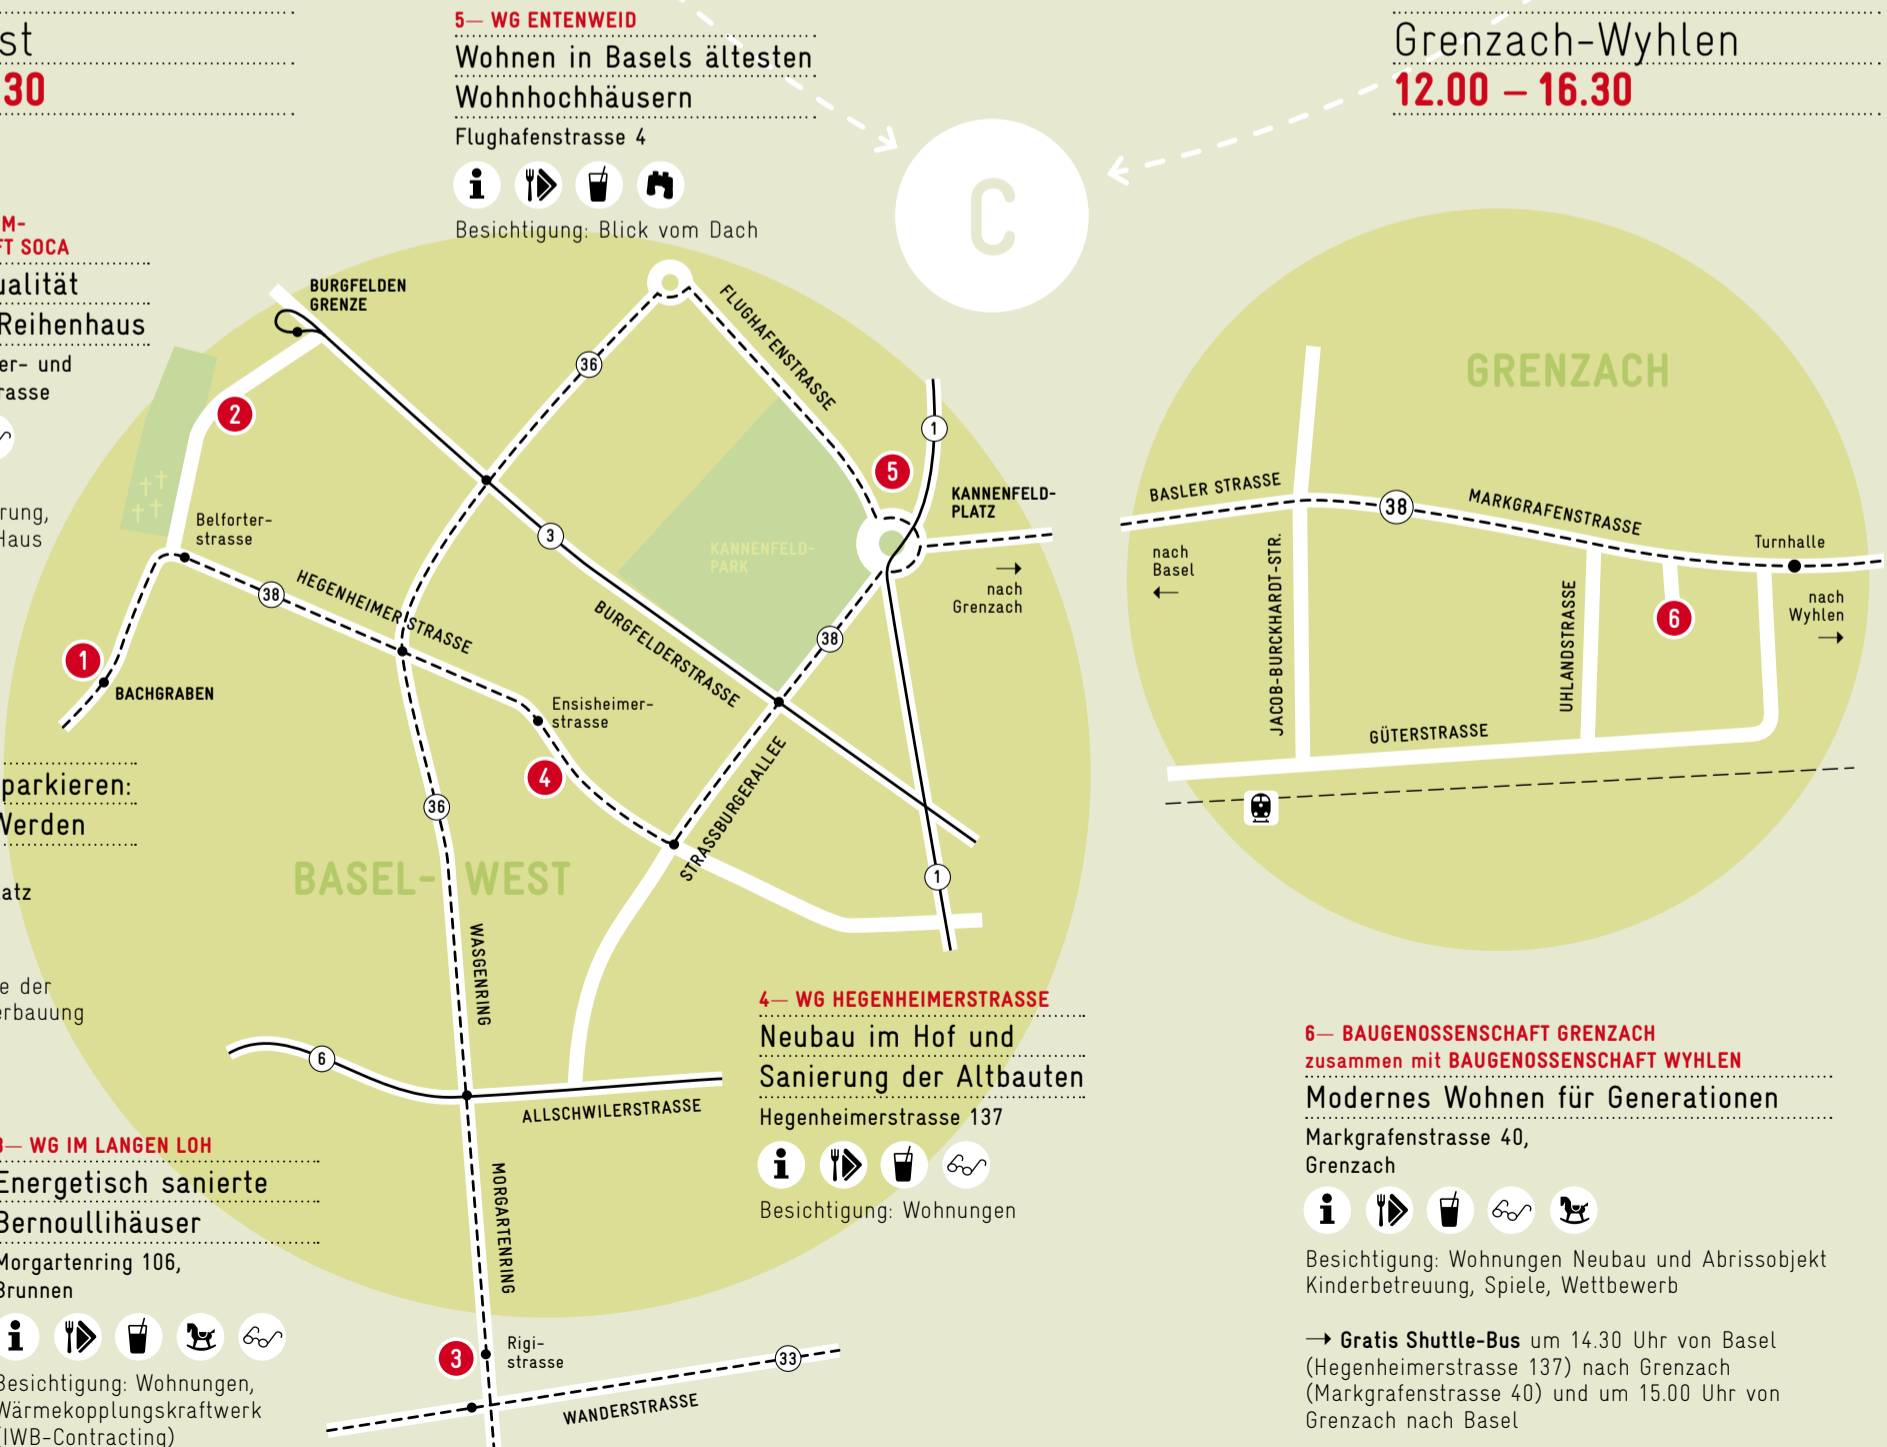 st
30
5— WG ENTENWEID
Wohnen in Basels ältesten
Wohnhochhäusern
Flughafenstrasse 4
Besichtigung: Blick vom Dach
C
Grenzach-Wyhlen
12.00 – 16.30
M-
FT SOCA
ualität
Reihenhaus
er- und
rasse
rung,
Haus
parkieren:
Werden
atz
e der
erbauung
BURGFELDEN
GRENZE
FLUGHAFENSTRASSE
36
2
1
5
KANNENFELD-
PLATZ
3
Belforter-
strasse
KANNENFELD-
PARK
→
nach
Grenzach
38
HEGENHEIMER STRASSE
BURGFELDERSTRASSE
38
1
BACHGRABEN
Ensisheimer-
strasse
4
36
STRASSBURGERALLEE
BASEL- WEST
1
WASGENRING
6
ALLSCHWILERSTRASSE
MORGARTENRING
3
Rigi-
strasse
33
WANDERSTRASSE
GRENZACH
BASLER STRASSE
38
MARKGRAFENSTRASSE
nach
Basel
←
JACOB-BURCKHARDT-STR.
Turnhalle
UHLANDSTRASSE
6
nach
Wyhlen
→
GÜTERSTRASSE
3— WG IM LANGEN LOH
Energetisch sanierte
Bernoullihäuser
Morgartenring 106,
Brunnen
Besichtigung: Wohnungen,
Wärmekopplungskraftwerk
(IWB-Contracting)
4— WG HEGENHEIMERSTRASSE
Neubau im Hof und
Sanierung der Altbauten
Hegenheimerstrasse 137
Besichtigung: Wohnungen
6— BAUGENOSSENSCHAFT GRENZACH
zusammen mit BAUGENOSSENSCHAFT WYHLEN
Modernes Wohnen für Generationen
Markgrafenstrasse 40,
Grenzach
Besichtigung: Wohnungen Neubau und Abrissobjekt
Kinderbetreuung, Spiele, Wettbewerb
→ Gratis Shuttle-Bus um 14.30 Uhr von Basel
(Hegenheimerstrasse 137) nach Grenzach
(Markgrafenstrasse 40) und um 15.00 Uhr von
Grenzach nach Basel